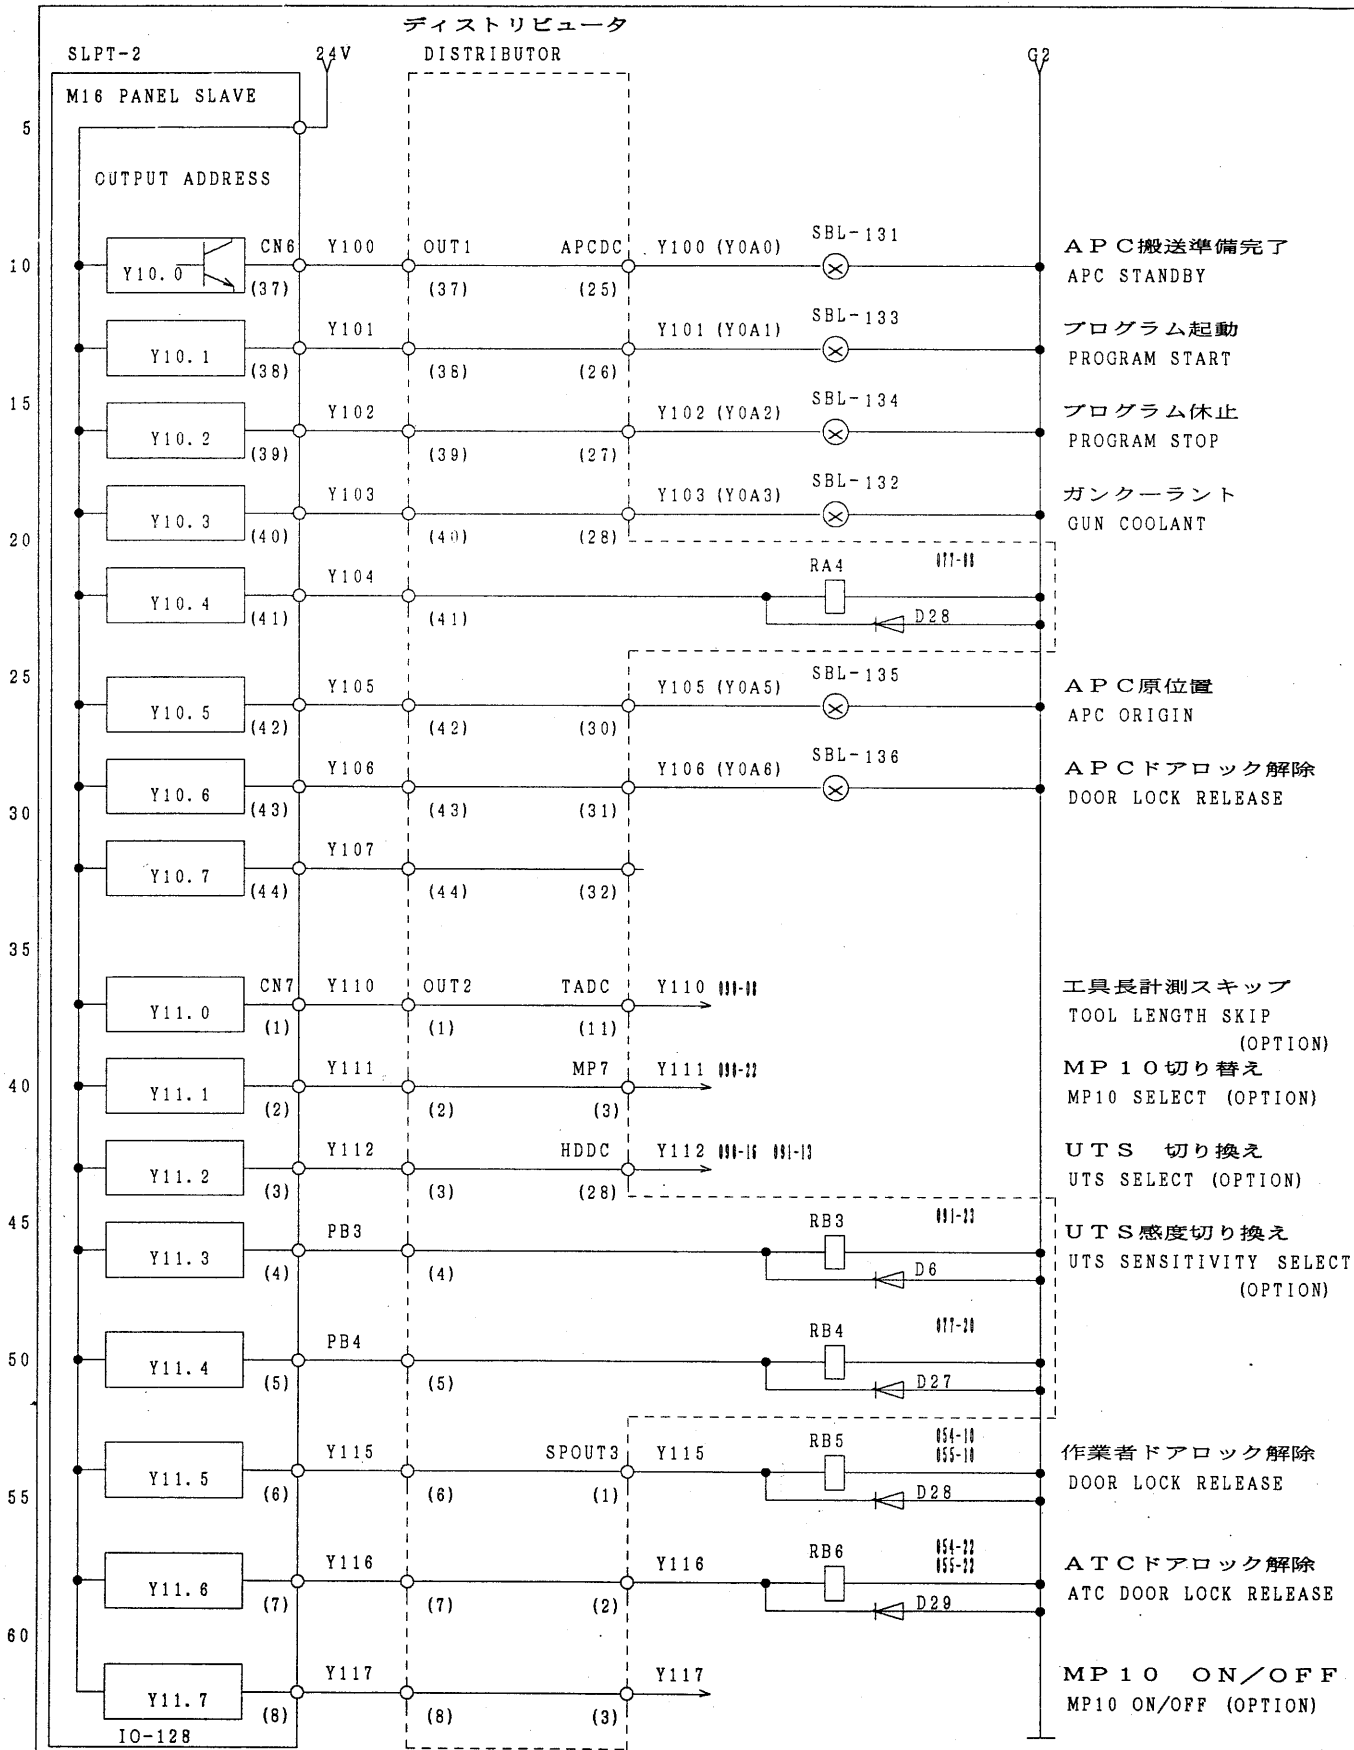 ディストリビュータ
SLPT-2 24V DISTRIBUTOR G2
M16 PANEL SLAVE
5
OUTPUT ADDRESS
CN6 Y100 OUT1 APCDC Y100 (Y0A0) SBL-131 APC搬送準備完了
10 Y10.0 (37) (37) (25) APC STANDBY
Y101 Y101 (Y0A1) SBL-133 プログラム起動
Y10.1 (38) (38) (26) PROGRAM START
15 Y102 Y102 (Y0A2) SBL-134 プログラム休止
Y10.2 (39) (39) (27) PROGRAM STOP
Y103 Y103 (Y0A3) SBL-132 ガンクーラント
Y10.3 (40) (40) (28) GUN COOLANT
20
Y104 RA4 077-08
Y10.4 (41) (41) D28
25 Y105 Y105 (Y0A5) SBL-135 APC原位置
Y10.5 (42) (42) (30) APC ORIGIN
Y106 Y106 (Y0A6) SBL-136 APCドアロック解除
Y10.6 (43) (43) (31) DOOR LOCK RELEASE
30
Y107
Y10.7 (44) (44) (32)
35
CN7 Y110 OUT2 TADC Y110 工具長計測スキップ
Y11.0 (1) (1) (11) TOOL LENGTH SKIP
(OPTION)
40 Y111 MP7 Y111 MP10切り替え
Y11.1 (2) (2) (3) MP10 SELECT (OPTION)
Y112 HDDC Y112 UTS 切り換え
Y11.2 (3) (3) (28) UTS SELECT (OPTION)
45 PB3 RB3 091-23 UTS感度切り換え
Y11.3 (4) (4) D6 UTS SENSITIVITY SELECT
(OPTION)
PB4 RB4 077-20
50 Y11.4 (5) (5) D27
Y115 SPOUT3 Y115 RB5 054-10 055-10 作業者ドアロック解除
55 Y11.5 (6) (6) (1) D28 DOOR LOCK RELEASE
Y116 Y116 RB6 054-22 055-22 ATCドアロック解除
Y11.6 (7) (7) (2) D29 ATC DOOR LOCK RELEASE
60
Y117 Y117 MP10 ON/OFF
Y11.7 (8) (8) (3) MP10 ON/OFF (OPTION)
IO-128